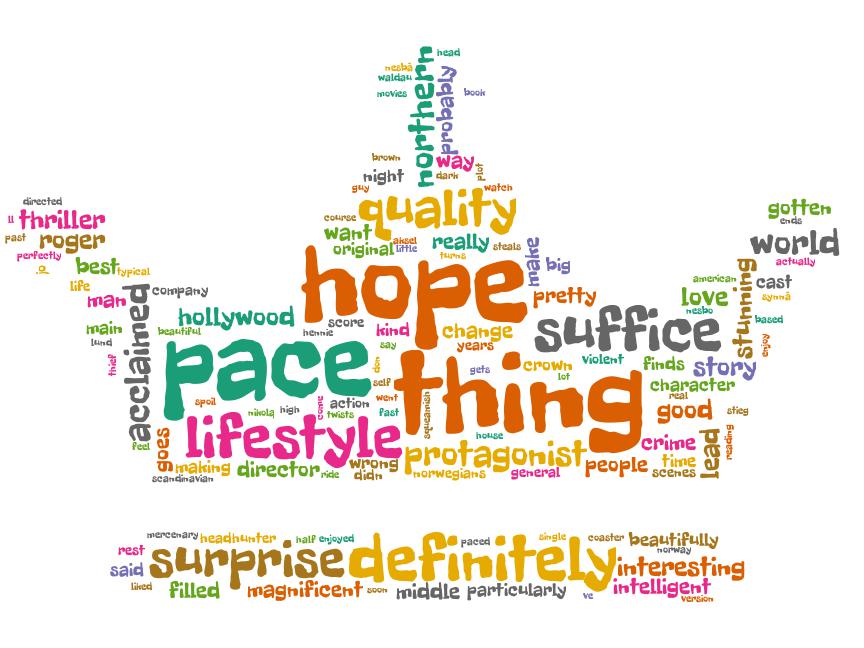 head
nesbã
waldau
northern
probably
movies
book
brown
way
night
dark
plot
guy
watch
directed
course
quality
gotten
ll
thriller
ends
past
roger
want
aksel
really
steals
make
world
original
little
perfectly
turns
actually
best
typical
hope
big
stunning
american
cast
life
man
acclaimed
company
pretty
love
synnã
nesbo
hollywood
score
suffice
based
main
beautiful
hennie
kind
change
enjoy
lund
say
years
thief
pace
den
thing
gets
crown
violent
finds
story
lot
self
character
spoil
went
real
nikola
high
come
action
twists
fast
squeamish
good
stieg
feel
goes
lifestyle
house
crime
lead
reading
making
director
ride
wrong
protagonist
people
time
scandinavian
didn
norwegians
general
scenes
mercenary
headhunter
half
enjoyed
paced
single
coaster
beautifully
rest
surprise
definitely
norway
said
interesting
liked
filled
magnificent
soon
middle
particularly
ve
intelligent
version